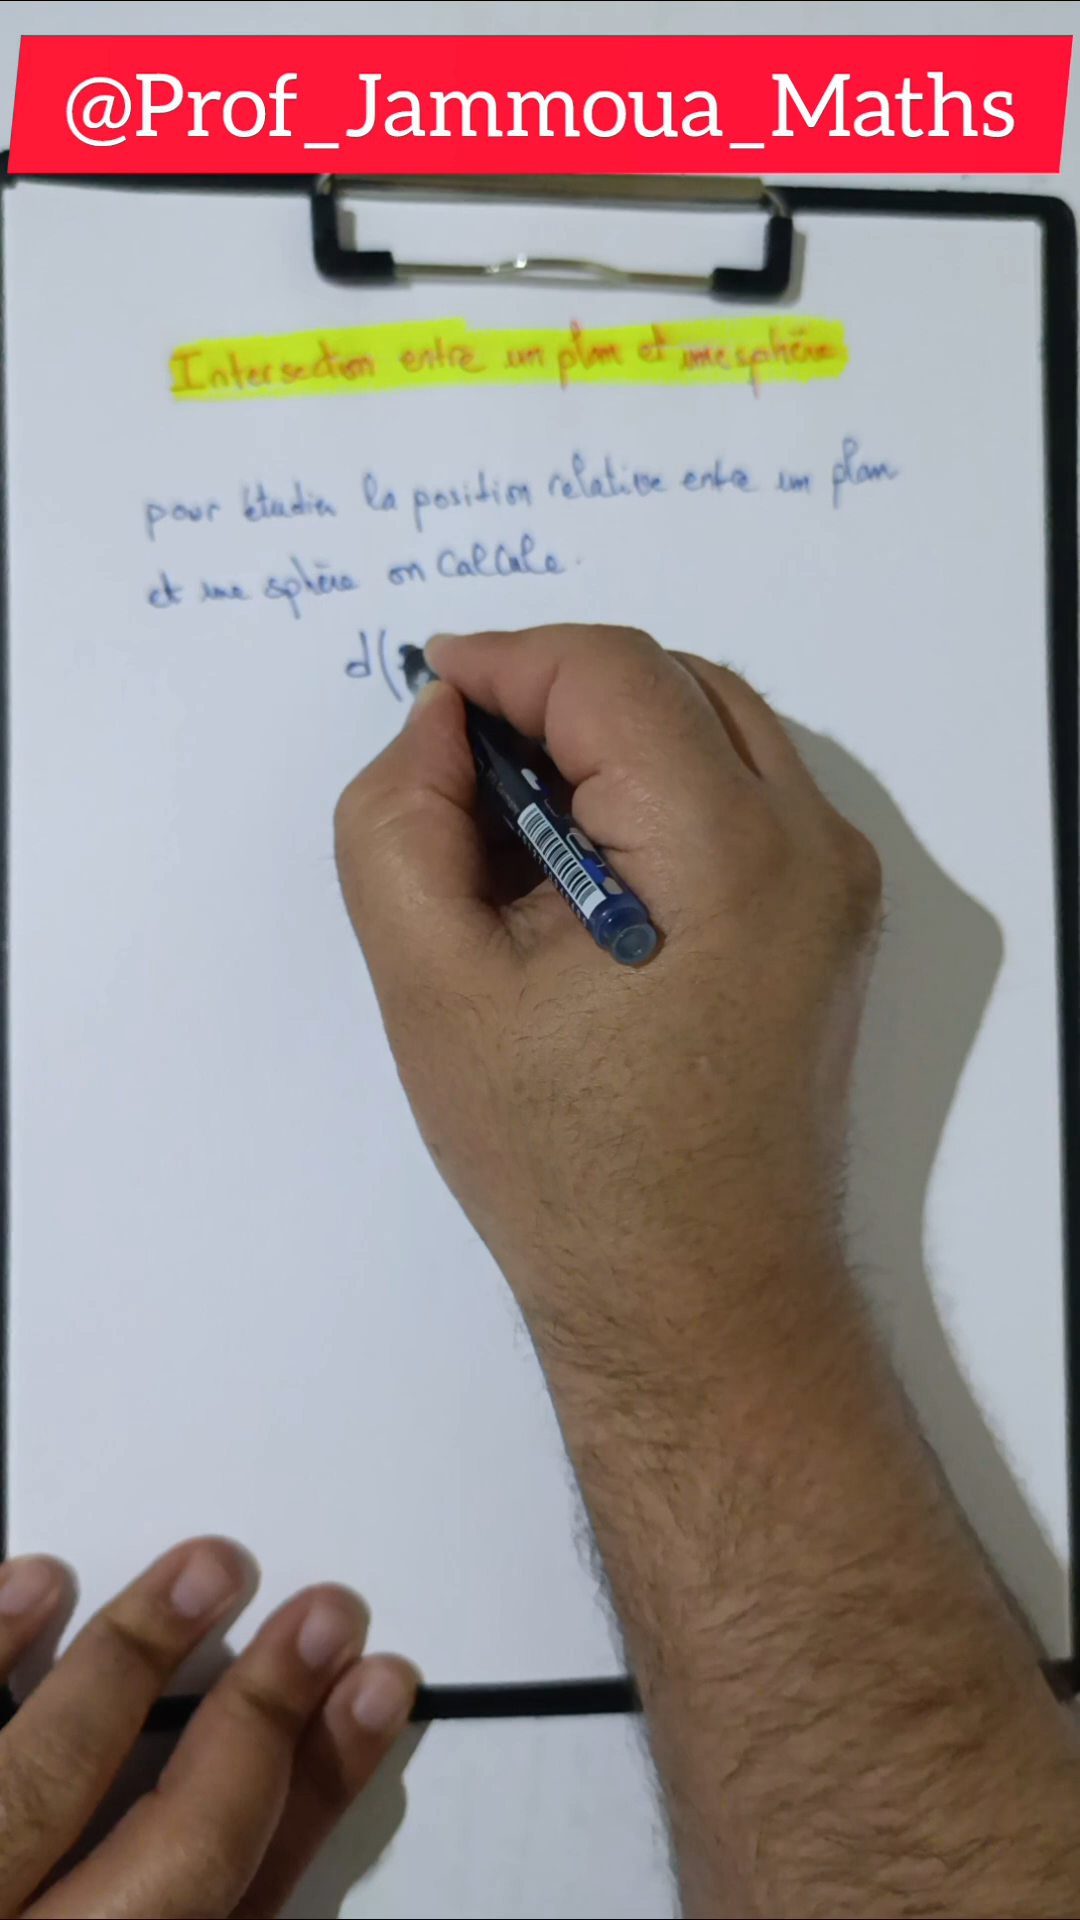 @Prof_Jammoua_Maths
Intersection entre un plan et une sphère
pour étudier la position relative entre un plan
et une sphère on calcule.
d(